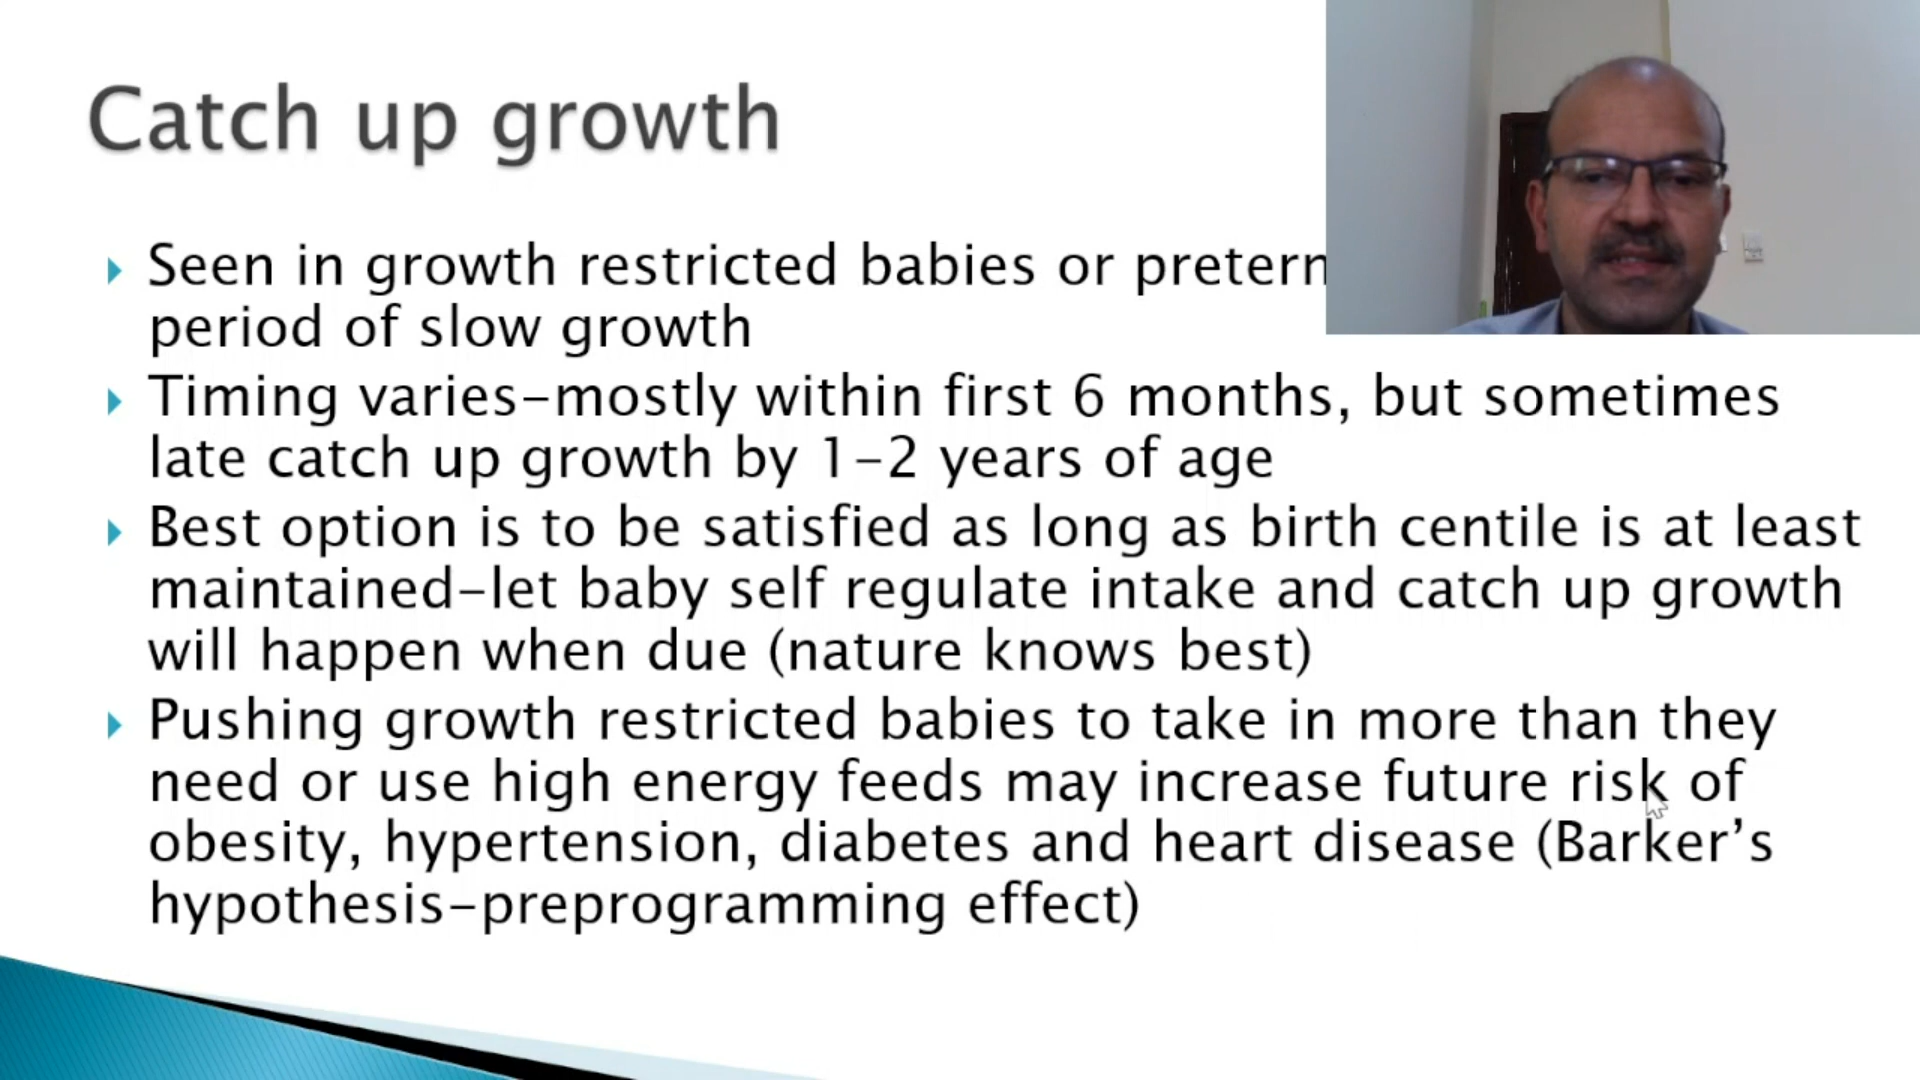 Catch up growth
Seen in growth restricted babies or
period of slow growth
Timing varies-mostly within first 6 months, but sometimes
late catch up growth by 1-2 years of age
Best option is to be satisfied as long as birth centile is at least
maintained-let baby self regulate intake and catch up growth
will happen when due (nature knows best)
Pushing growth restricted babies to take in more than they
need or use high energy feeds may increase future risk of
obesity, hypertension, diabetes and heart disease (Barker's
hypothesis-preprogramming effect)